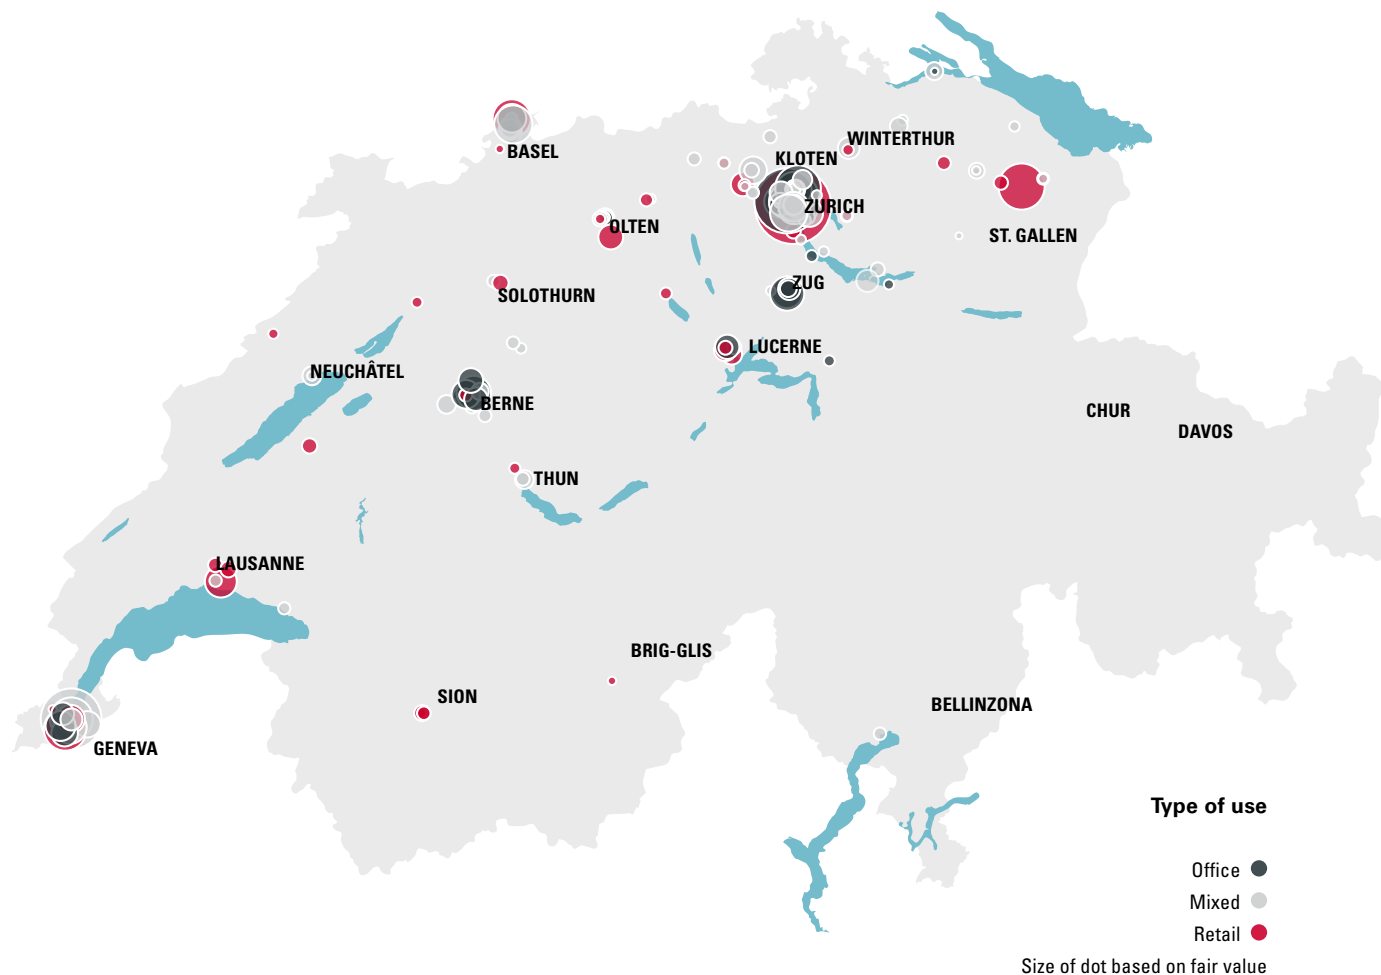 WINTERTHUR
BASEL
KLOTEN
ZURICH
OLTEN
ST. GALLEN
ZUG
SOLOTHURN
LUCERNE
NEUCHÂTEL
BERNE
CHUR
DAVOS
THUN
LAUSANNE
BRIG-GLIS
SION
BELLINZONA
GENEVA
Type of use
Office
Mixed
Retail
Size of dot based on fair value